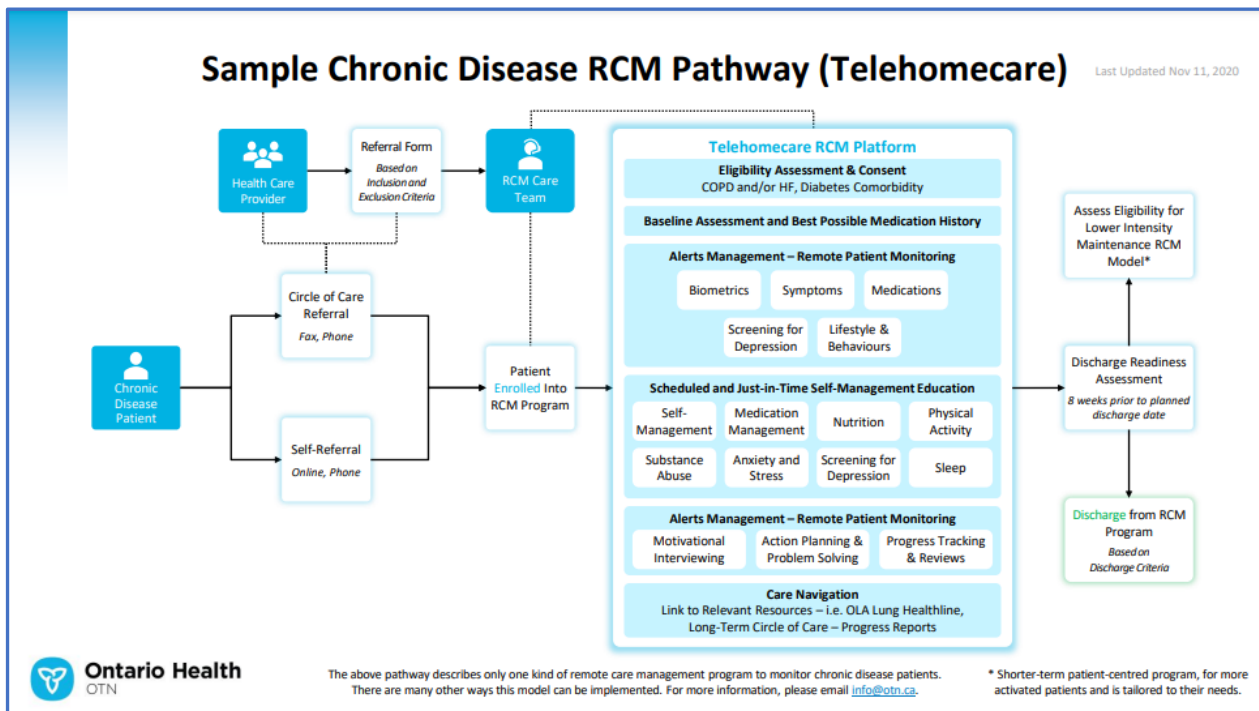 Sample Chronic Disease RCM Pathway (Telehomecare)
Last Updated Nov 11, 2020
Health Care
Provider
Referral Form
Based on
Inclusion and
Exclusion Criteria
RCM Care
Team
Circle of Care
Referral
Fax, Phone
Chronic
Disease
Patient
Self-Referral
Online, Phone
Patient
Enrolled Into
RCM Program
Telehomecare RCM Platform
Eligibility Assessment & Consent
COPD and/or HF, Diabetes Comorbidity
Baseline Assessment and Best Possible Medication History
Alerts Management – Remote Patient Monitoring
Biometrics
Symptoms
Medications
Screening for
Depression
Lifestyle &
Behaviours
Scheduled and Just-in-Time Self-Management Education
Self-
Management
Medication
Management
Nutrition
Physical
Activity
Substance
Abuse
Anxiety and
Stress
Screening for
Depression
Sleep
Alerts Management – Remote Patient Monitoring
Motivational
Interviewing
Action Planning &
Problem Solving
Progress Tracking
& Reviews
Care Navigation
Link to Relevant Resources – i.e. OLA Lung Healthline,
Long-Term Circle of Care – Progress Reports
Assess Eligibility for
Lower Intensity
Maintenance RCM
Model*
Discharge Readiness
Assessment
8 weeks prior to planned
discharge date
Discharge from RCM
Program
Based on
Discharge Criteria
Ontario Health
OTN
The above pathway describes only one kind of remote care management program to monitor chronic disease patients.
There are many other ways this model can be implemented. For more information, please email info@otn.ca.
* Shorter-term patient-centred program, for more
activated patients and is tailored to their needs.